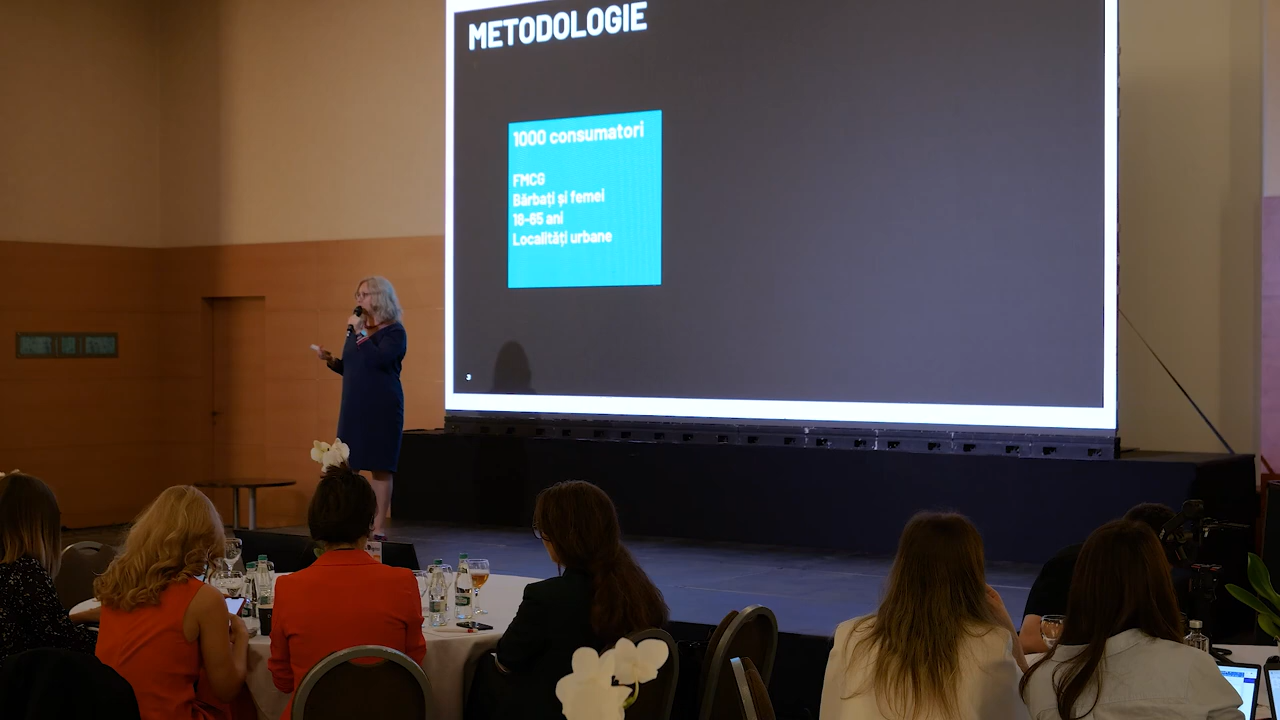 METODOLOGIE
1000 consumatori
FMCG
Bărbați și femei
18-65 ani
Localități urbane